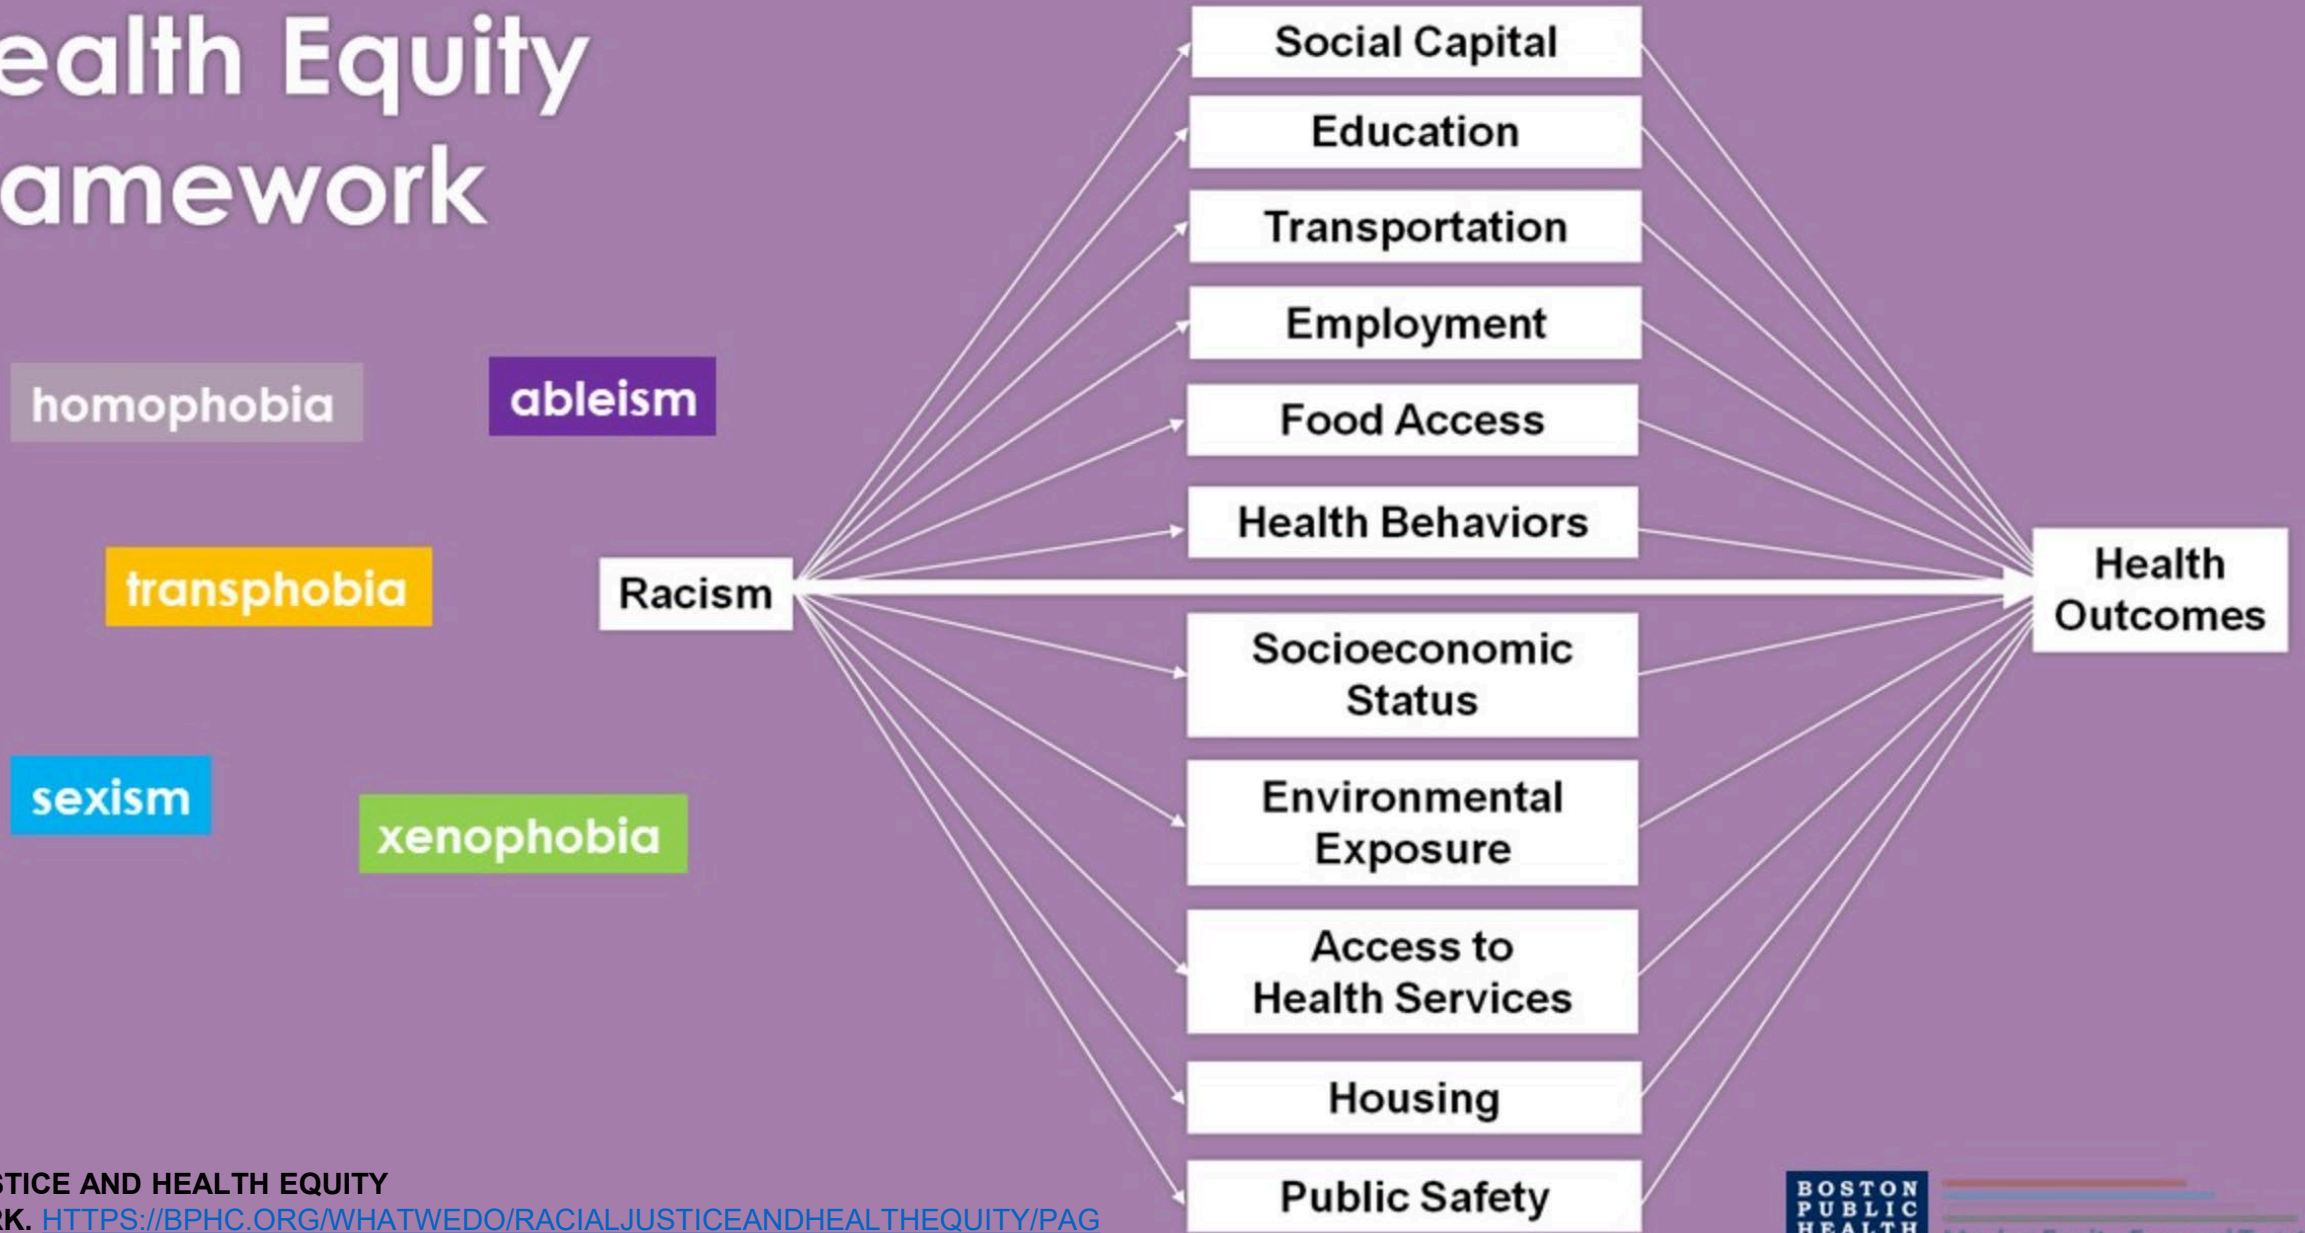 ealth Equity
amework
homophobia
ableism
transphobia
Racism
sexism
xenophobia
Social Capital
Education
Transportation
Employment
Food Access
Health Behaviors
Socioeconomic
Status
Environmental
Exposure
Access to
Health Services
Housing
Public Safety
Health
Outcomes
STICE AND HEALTH EQUITY
RK. HTTPS://BPHC.ORG/WHATWEDO/RACIALJUSTICEANDHEALTHEQUITY/PAG
BOSTON
PUBLIC
HEALTH